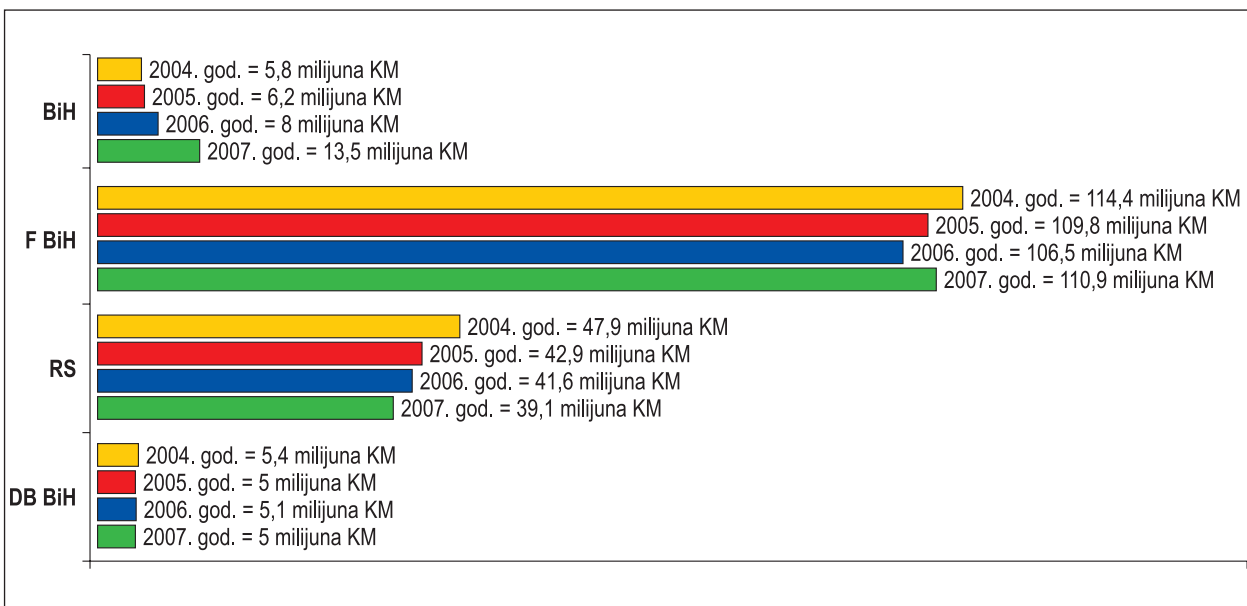 BiH
2004. god. = 5,8 milijuna KM
2005. god. = 6,2 milijuna KM
2006. god. = 8 milijuna KM
2007. god. = 13,5 milijuna KM
F BiH
2004. god. = 114,4 milijuna KM
2005. god. = 109,8 milijuna KM
2006. god. = 106,5 milijuna KM
2007. god. = 110,9 milijuna KM
RS
2004. god. = 47,9 milijuna KM
2005. god. = 42,9 milijuna KM
2006. god. = 41,6 milijuna KM
2007. god. = 39,1 milijuna KM
DB BiH
2004. god. = 5,4 milijuna KM
2005. god. = 5 milijuna KM
2006. god. = 5,1 milijuna KM
2007. god. = 5 milijuna KM